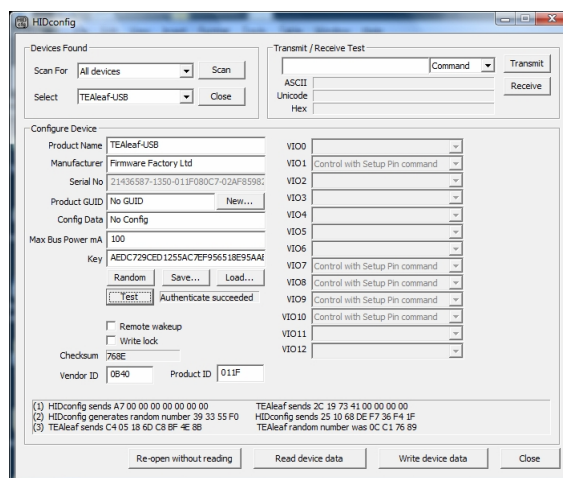 HIDconfig
Devices Found
Scan For All devices Scan
Select TEAleaf-USB Close
Transmit / Receive Test
Command Transmit
ASCII Receive
Unicode
Hex
Configure Device
Product Name TEAleaf-USB
Manufacturer Firmware Factory Ltd
Serial No 21436587-1350-011F080C7-02AF85982
Product GUID No GUID New...
Config Data No Config
Max Bus Power mA 100
Key AEDC729CED1255AC7EF956518E95AAE
Random Save... Load...
Test Authenticate succeeded
Remote wakeup
Write lock
Checksum 768E
Vendor ID 0B40 Product ID 011F
VIO0
VIO1 Control with Setup Pin command
VIO2
VIO3
VIO4
VIO5
VIO6
VIO7 Control with Setup Pin command
VIO8 Control with Setup Pin command
VIO9 Control with Setup Pin command
VIO10 Control with Setup Pin command
VIO11
VIO12
(1) HIDconfig sends A7 00 00 00 00 00 00 00 TEAleaf sends 2C 19 73 41 00 00 00 00
(2) HIDconfig generates random number 39 33 55 F0 HIDconfig sends 25 10 68 DE F7 36 F4 1F
(3) TEAleaf sends C4 05 18 6D C8 BF 4E 8B TEAleaf random number was 0C C1 76 89
Re-open without reading Read device data Write device data Close